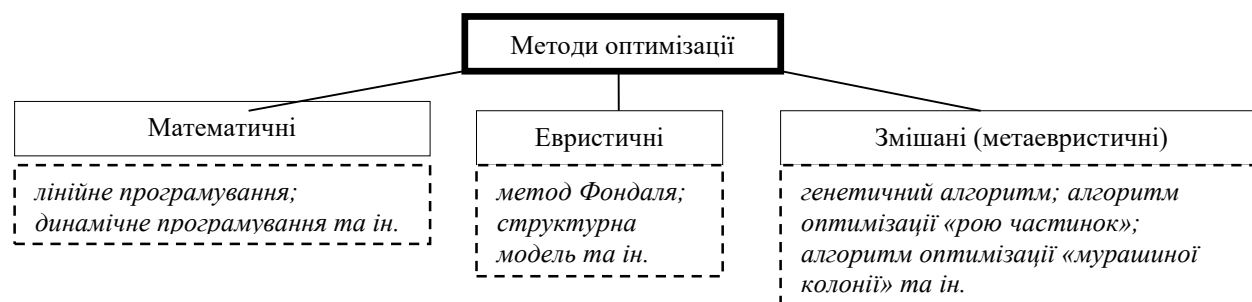 Методи оптимізації
Математичні
лінійне програмування;
динамічне програмування та ін.
Евристичні
метод Фондаля;
структурна
модель та ін.
Змішані (метаевристичні)
генетичний алгоритм; алгоритм
оптимізації «рою частинок»;
алгоритм оптимізації «мурашиної
колонії» та ін.